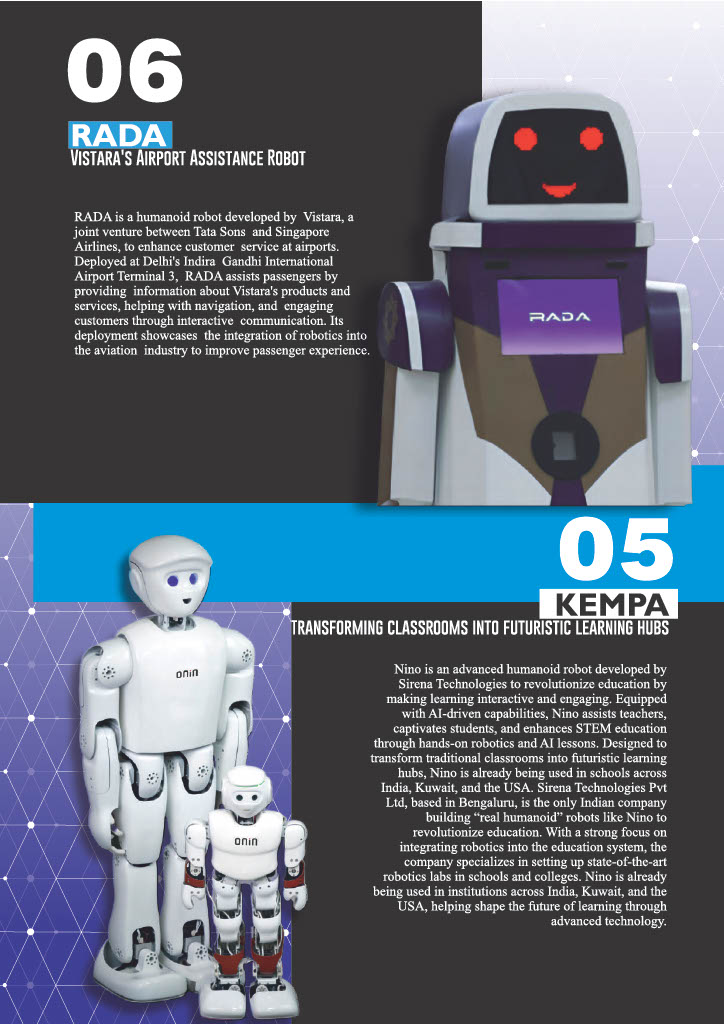 06
RADA
VISTARA'S AIRPORT ASSISTANCE ROBOT
RADA is a humanoid robot developed by Vistara, a
joint venture between Tata Sons and Singapore
Airlines, to enhance customer service at airports.
Deployed at Delhi's Indira Gandhi International
Airport Terminal 3, RADA assists passengers by
providing information about Vistara's products and
services, helping with navigation, and engaging
customers through interactive communication. Its
deployment showcases the integration of robotics into
the aviation industry to improve passenger experience.
RADA
05
KEMPA
TRANSFORMING CLASSROOMS INTO FUTURISTIC LEARNING HUBS
Nino is an advanced humanoid robot developed by
Sirena Technologies to revolutionize education by
making learning interactive and engaging. Equipped
with AI-driven capabilities, Nino assists teachers,
captivates students, and enhances STEM education
through hands-on robotics and AI lessons. Designed to
transform traditional classrooms into futuristic learning
hubs, Nino is already being used in schools across
India, Kuwait, and the USA. Sirena Technologies Pvt
Ltd, based in Bengaluru, is the only Indian company
building “real humanoid” robots like Nino to
revolutionize education. With a strong focus on
integrating robotics into the education system, the
company specializes in setting up state-of-the-art
robotics labs in schools and colleges. Nino is already
being used in institutions across India, Kuwait, and the
USA, helping shape the future of learning through
advanced technology.
onin
onin